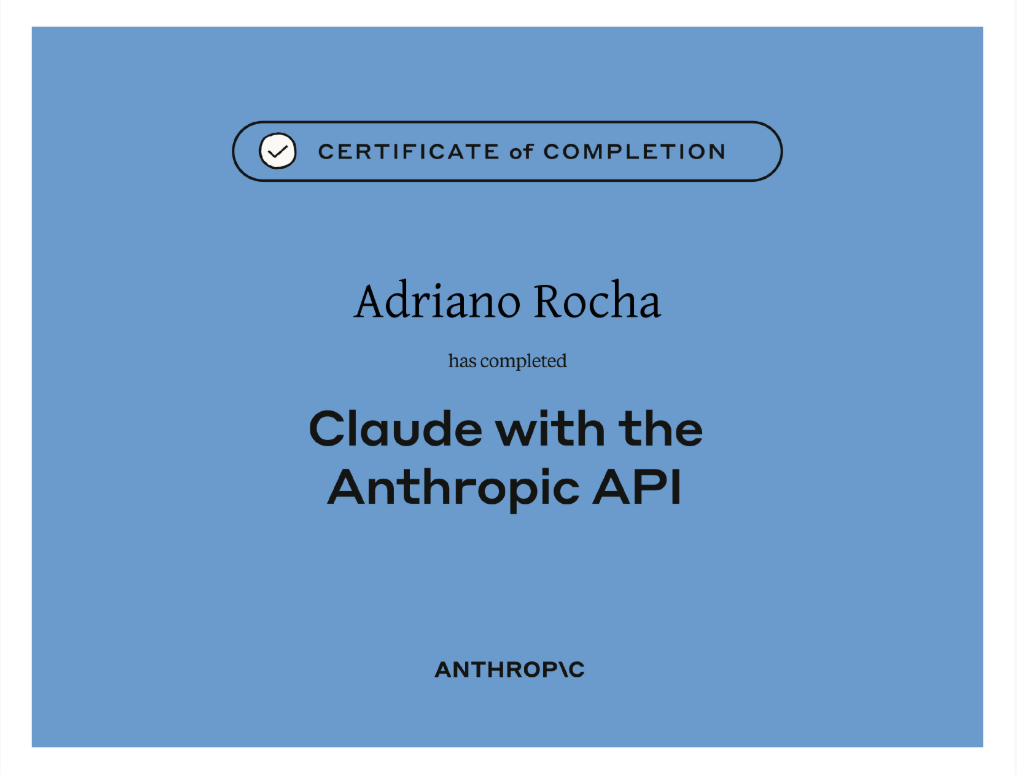 CERTIFICATE of COMPLETION
Adriano Rocha
has completed
Claude with the
Anthropic API
ANTHROP\C